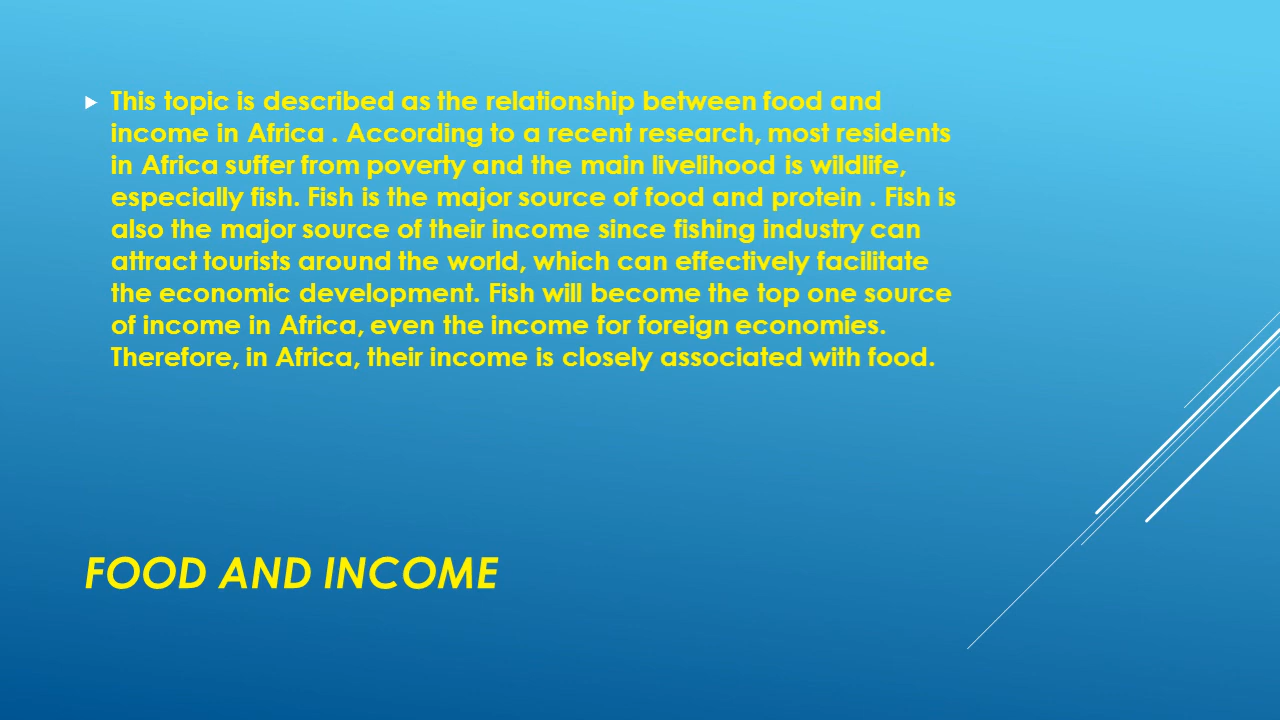 This topic is described as the relationship between food and
income in Africa . According to a recent research, most residents
in Africa suffer from poverty and the main livelihood is wildlife,
especially fish. Fish is the major source of food and protein . Fish is
also the major source of their income since fishing industry can
attract tourists around the world, which can effectively facilitate
the economic development. Fish will become the top one source
of income in Africa, even the income for foreign economies.
Therefore, in Africa, their income is closely associated with food.
FOOD AND INCOME